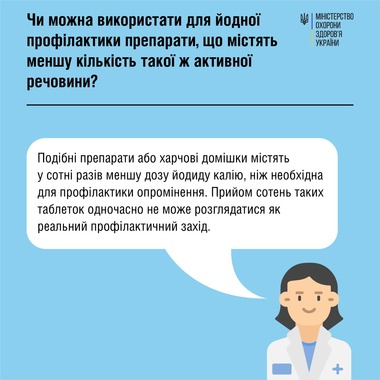 Чи можна використати для йодної
профілактики препарати, що містять
меншу кількість такої ж активної
речовини?
МІНІСТЕРСТВО
ОХОРОНИ
ЗДОРОВ'Я
УКРАЇНИ
Подібні препарати або харчові домішки містять
у сотні разів меншу дозу йодиду калію, ніж необхідна
для профілактики опромінення. Прийом сотень таких
таблеток одночасно не може розглядатися як
реальний профілактичний захід.